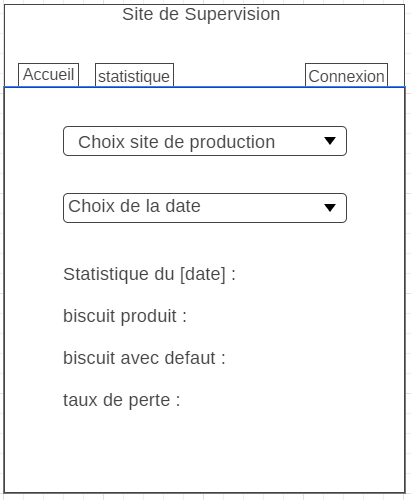 Site de Supervision
Accueil
statistique
Connexion
Choix site de production
Choix de la date
Statistique du [date] :
biscuit produit :
biscuit avec defaut :
taux de perte :